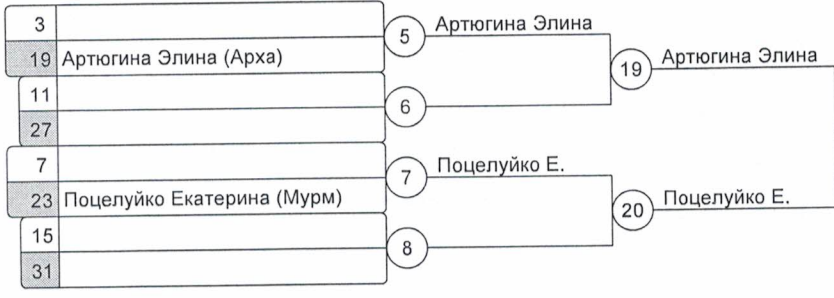 3
5
Артюгина Элина
19 Артюгина Элина (Арха)
19
Артюгина Элина
11
6
27
7
7
Поцелуйко Е.
23 Поцелуйко Екатерина (Мурм)
20
Поцелуйко Е.
15
8
31